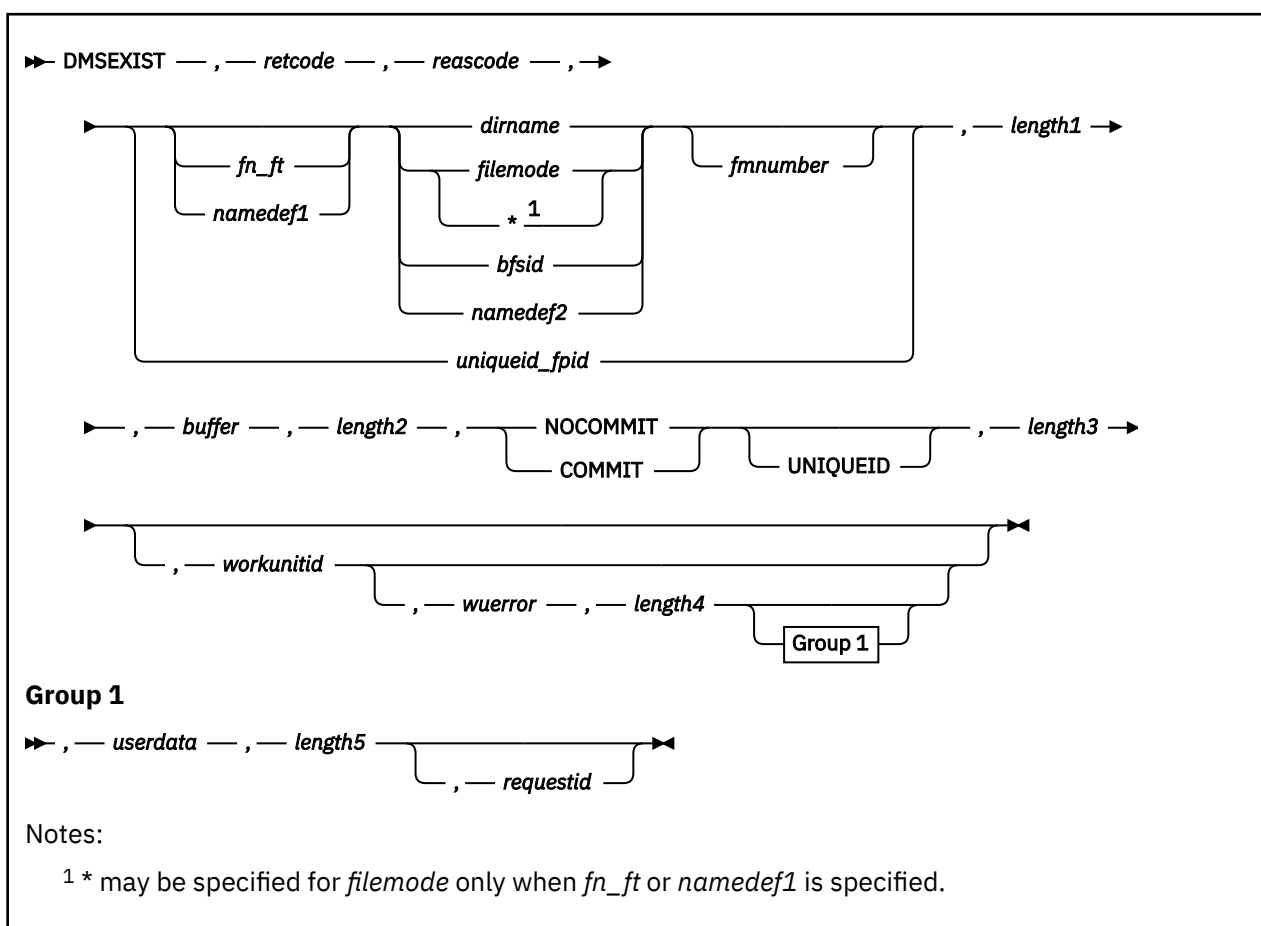 DMSEXIST , retcode , reascode ,
dirname , length1
fn_ft filemode fmnumber
namedef1 * 1
bfsid
namedef2
uniqueid_fpid
, buffer , length2 , NOCOMMIT , length3
COMMIT UNIQUEID
, workunitid
, wuerror , length4
Group 1
Group 1
, userdata , length5
, requestid
Notes:
1 * may be specified for filemode only when fn_ft or namedef1 is specified.